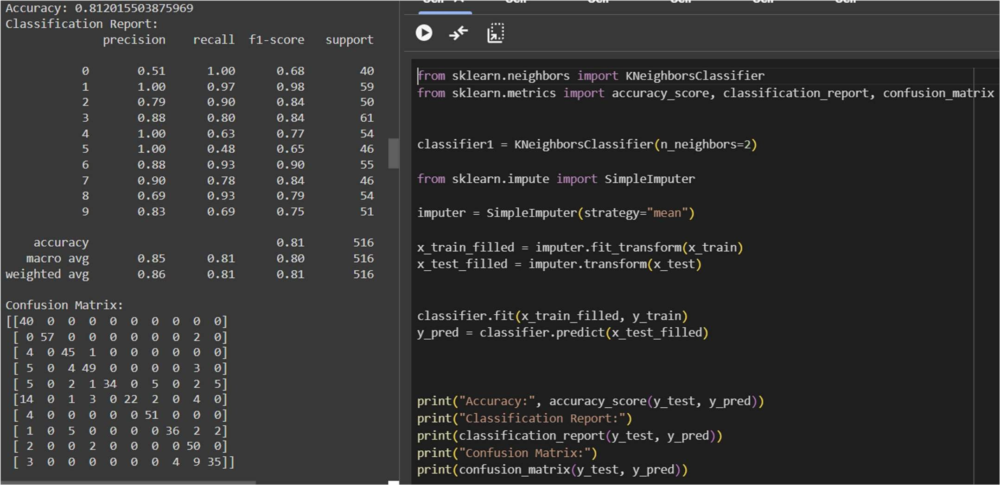 Accuracy: 0.812015503875969
Classification Report:
precision recall f1-score support
0 0.51 1.00 0.68 40
1 1.00 0.97 0.98 59
2 0.79 0.90 0.84 50
3 0.88 0.80 0.84 61
4 1.00 0.63 0.77 54
5 1.00 0.48 0.65 46
6 0.88 0.93 0.90 55
7 0.90 0.78 0.84 46
8 0.69 0.93 0.79 54
9 0.83 0.69 0.75 51
accuracy 0.81 516
macro avg 0.85 0.81 0.80 516
weighted avg 0.86 0.81 0.81 516
Confusion Matrix:
[[40 0 0 0 0 0 0 0 0 0]
[ 0 57 0 0 0 0 0 0 2 0]
[ 4 0 45 1 0 0 0 0 0 0]
[ 5 0 4 49 0 0 0 0 3 0]
[ 5 0 2 1 34 0 5 0 2 5]
[14 0 1 3 0 22 2 0 4 0]
[ 4 0 0 0 0 0 51 0 0 0]
[ 1 0 5 0 0 0 0 36 2 2]
[ 2 0 0 2 0 0 0 0 50 0]
[ 3 0 0 0 0 0 0 4 9 35]]
from sklearn.neighbors import KNeighborsClassifier
from sklearn.metrics import accuracy_score, classification_report, confusion_matrix
classifier1 = KNeighborsClassifier(n_neighbors=2)
from sklearn.impute import SimpleImputer
imputer = SimpleImputer(strategy="mean")
x_train_filled = imputer.fit_transform(x_train)
x_test_filled = imputer.transform(x_test)
classifier.fit(x_train_filled, y_train)
y_pred = classifier.predict(x_test_filled)
print("Accuracy:", accuracy_score(y_test, y_pred))
print("Classification Report:")
print(classification_report(y_test, y_pred))
print("Confusion Matrix:")
print(confusion_matrix(y_test, y_pred))